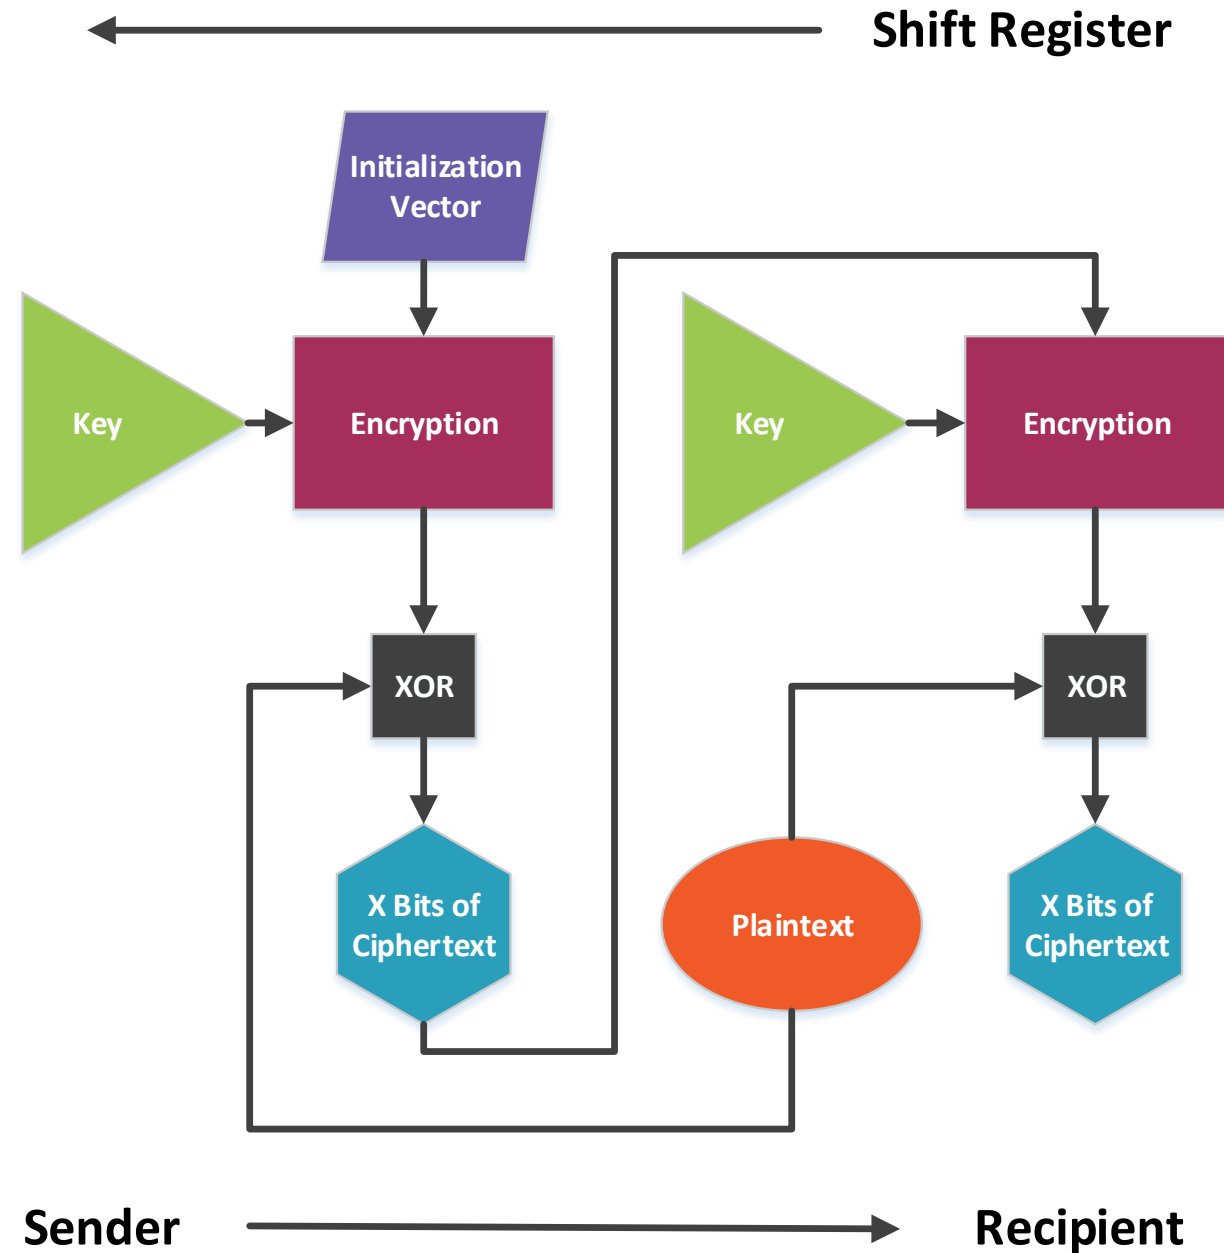 Shift Register
Initialization
Vector
Key
Encryption
Key
Encryption
XOR
XOR
X Bits of
Ciphertext
Plaintext
X Bits of
Ciphertext
Sender
Recipient